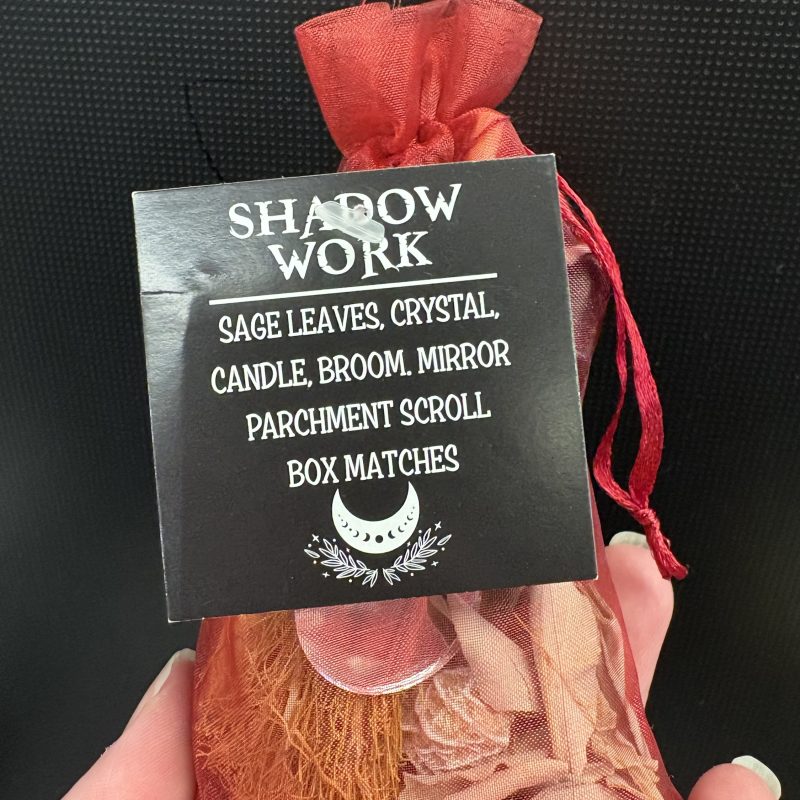 SHADOW
WORK
SAGE LEAVES, CRYSTAL,
CANDLE, BROOM. MIRROR
PARCHMENT SCROLL
BOX MATCHES